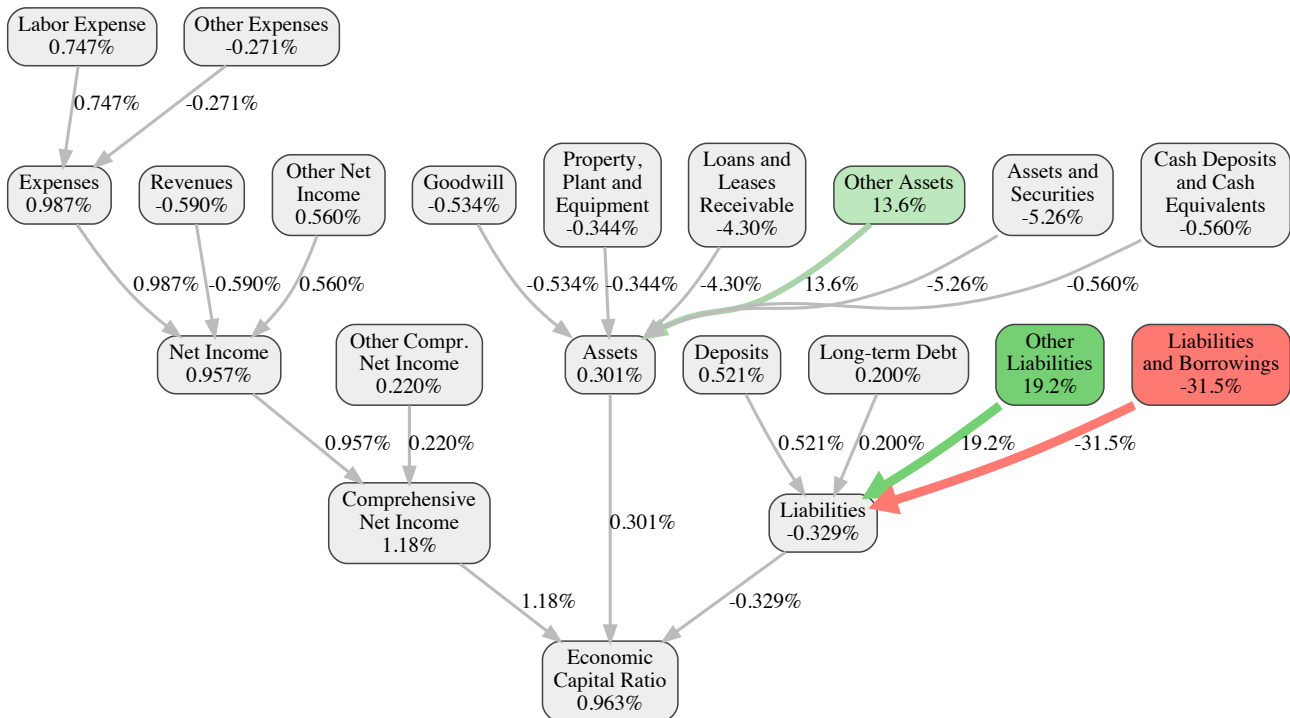 Labor Expense
0.747%
Other Expenses
-0.271%
0.747%
-0.271%
Expenses
0.987%
Revenues
-0.590%
Other Net
Income
0.560%
Goodwill
-0.534%
Property,
Plant and
Equipment
-0.344%
Loans and
Leases
Receivable
-4.30%
Other Assets
13.6%
Assets and
Securities
-5.26%
Cash Deposits
and Cash
Equivalents
-0.560%
0.987%
-0.590%
0.560%
-0.534%
-0.344%
-4.30%
13.6%
-5.26%
-0.560%
Net Income
0.957%
Other Compr.
Net Income
0.220%
Assets
0.301%
Deposits
0.521%
Long-term Debt
0.200%
Other
Liabilities
19.2%
Liabilities
and Borrowings
-31.5%
0.957%
0.220%
0.521%
0.200%
19.2%
-31.5%
Comprehensive
Net Income
1.18%
0.301%
Liabilities
-0.329%
1.18%
-0.329%
Economic
Capital Ratio
0.963%